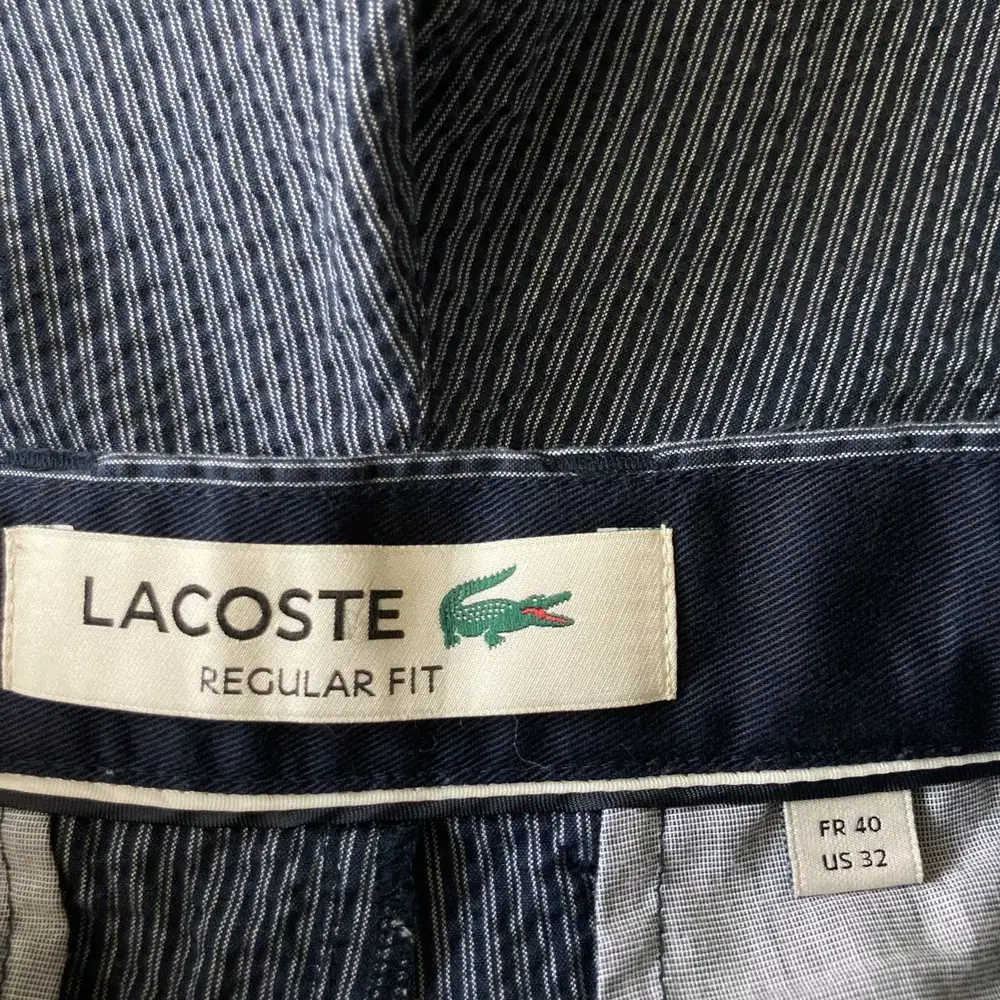 LACOSTE
REGULAR FIT
FR 40
US 32